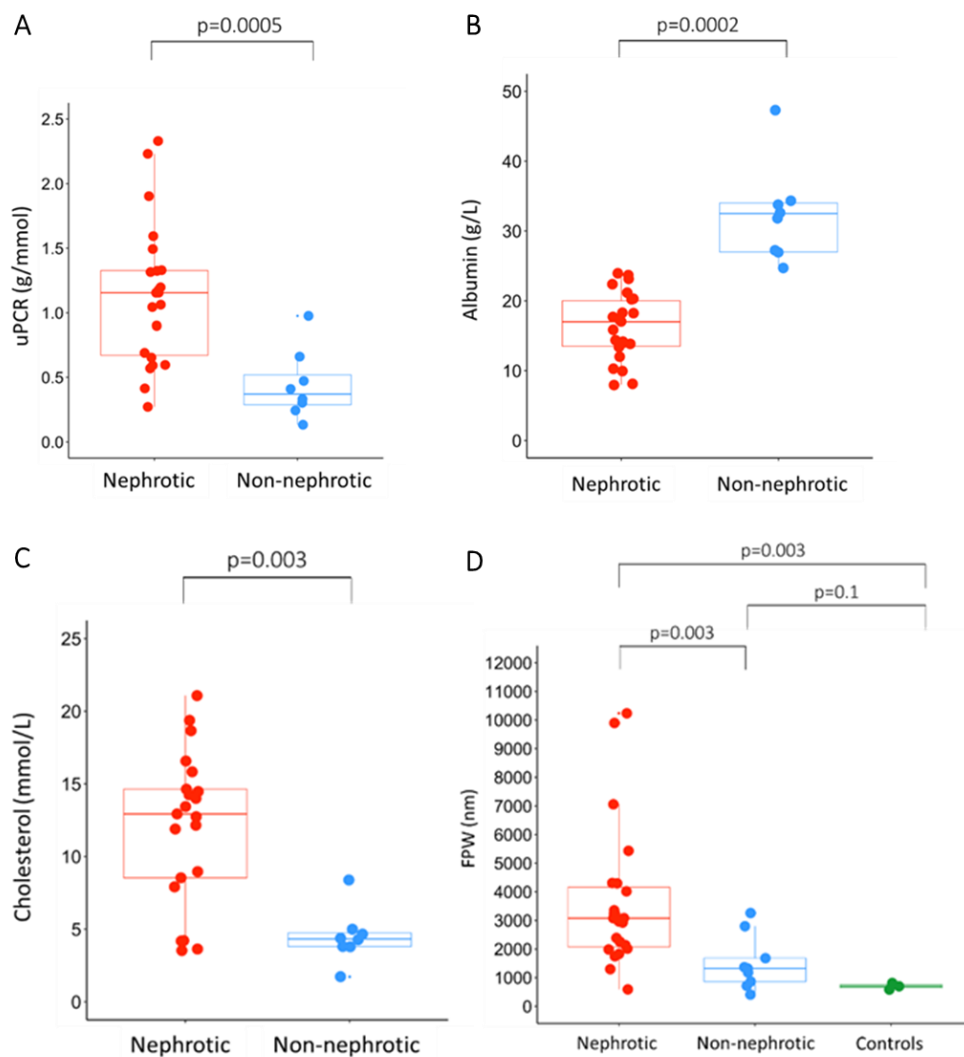 A
p=0.0005
uPCR (g/mmol)
2.5
2.0
1.5
1.0
0.5
0.0
Nephrotic Non-nephrotic
B
p=0.0002
Albumin (g/L)
50
40
30
20
10
0
Nephrotic Non-nephrotic
C
p=0.003
Cholesterol (mmol/L)
25
20
15
10
5
0
Nephrotic Non-nephrotic
D
p=0.003
p=0.1
p=0.003
FPW (nm)
12000
11000
10000
9000
8000
7000
6000
5000
4000
3000
2000
1000
0
Nephrotic Non-nephrotic Controls